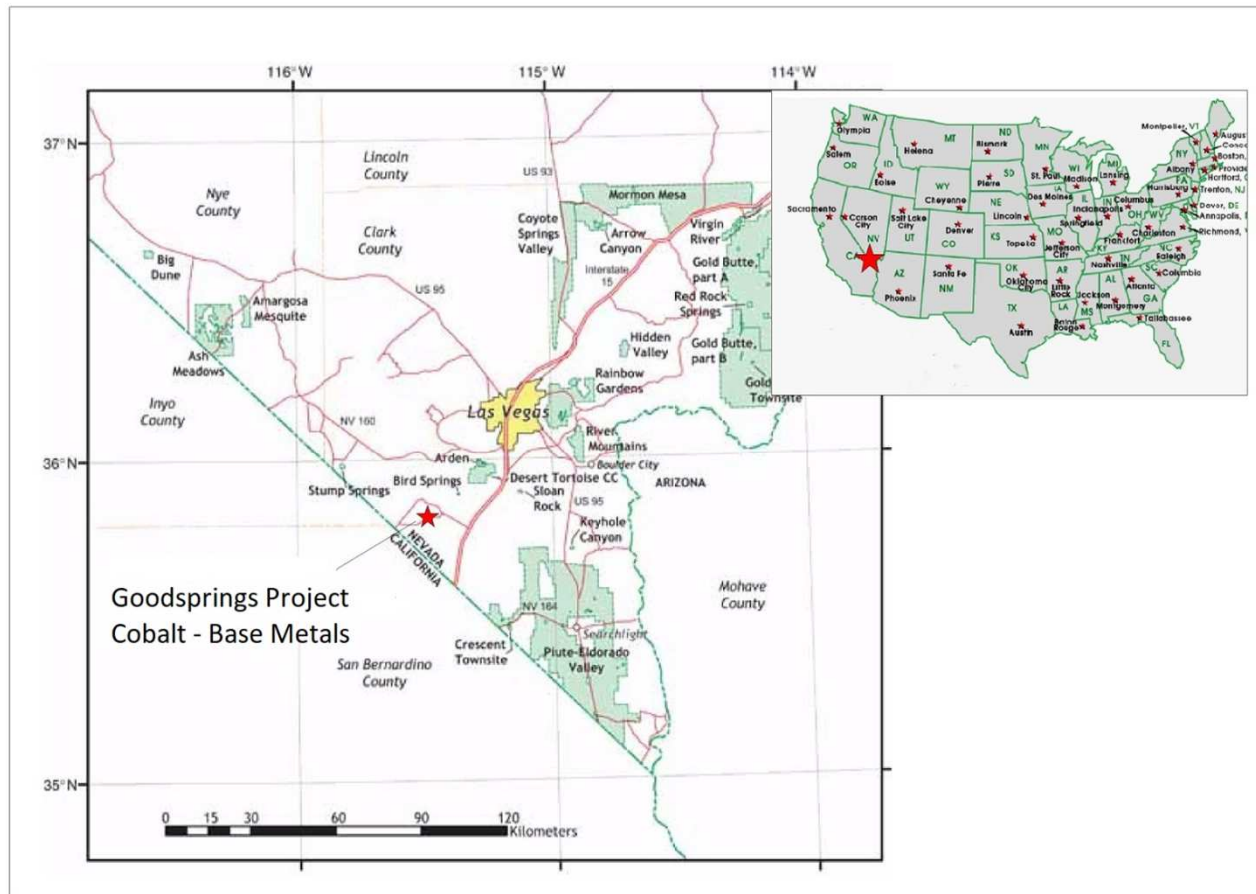 116°W
115°W
114°W
37°N
36°N
35°N
Lincoln
County
Nye
County
Clark
County
US 93
Mormon Mesa
Coyote
Springs
Valley
Arrow
Canyon
Virgin
River
Big
Dune
Interstate
15
Gold Butte,
part A
US 95
Red Rock
Springs
Amargosa
Mesquite
Hidden
Valley
Gold Butte,
part B
Ash
Meadows
Rainbow
Gardens
Gold
Townsite
Inyo
County
Las Vegas
NV 160
River
Mountains
Arden
Boulder City
Stump Springs
Bird Springs
Desert Tortoise CC
ARIZONA
Sloan
Rock
US 95
Keyhole
Canyon
NEVADA
CALIFORNIA
Goodsprings Project
Cobalt - Base Metals
Mohave
County
NV 164
Searchlight
Crescent
Townsite
Piute-Eldorado
Valley
San Bernardino
County
0 15 30 60 90 120
Kilometers
WA
Olympia
MT
ND
Helena
Bismark
MN
Montpelier, VT
Salem
OR
ID
Boise
SD
Pierre
St. Paul
WI
Madison
MI
Lansing
NY
Albany
Boston,
WY
Cheyenne
IA
Des Moines
PA
Harrisburg
Trenton, NJ
Dover, DE
Annapolis,
Sacramento
Carson
City
NV
Salt Lake
City
UT
Denver
CO
NE
Lincoln
KS
Topeka
IL
Springfield
IN
Indianapolis
OH
Columbus
WV
Charleston
Richmond,
MO
Jefferson
City
KY
Frankfort
CA
AZ
Phoenix
Santa Fe
NM
OK
Oklahoma
City
AR
Little
Rock
TN
Nashville
NC
Raleigh
SC
Columbia
TX
Austin
LA
Baton
Rouge
MS
Jackson
AL
Montgomery
GA
Atlanta
Tallahassee
FL